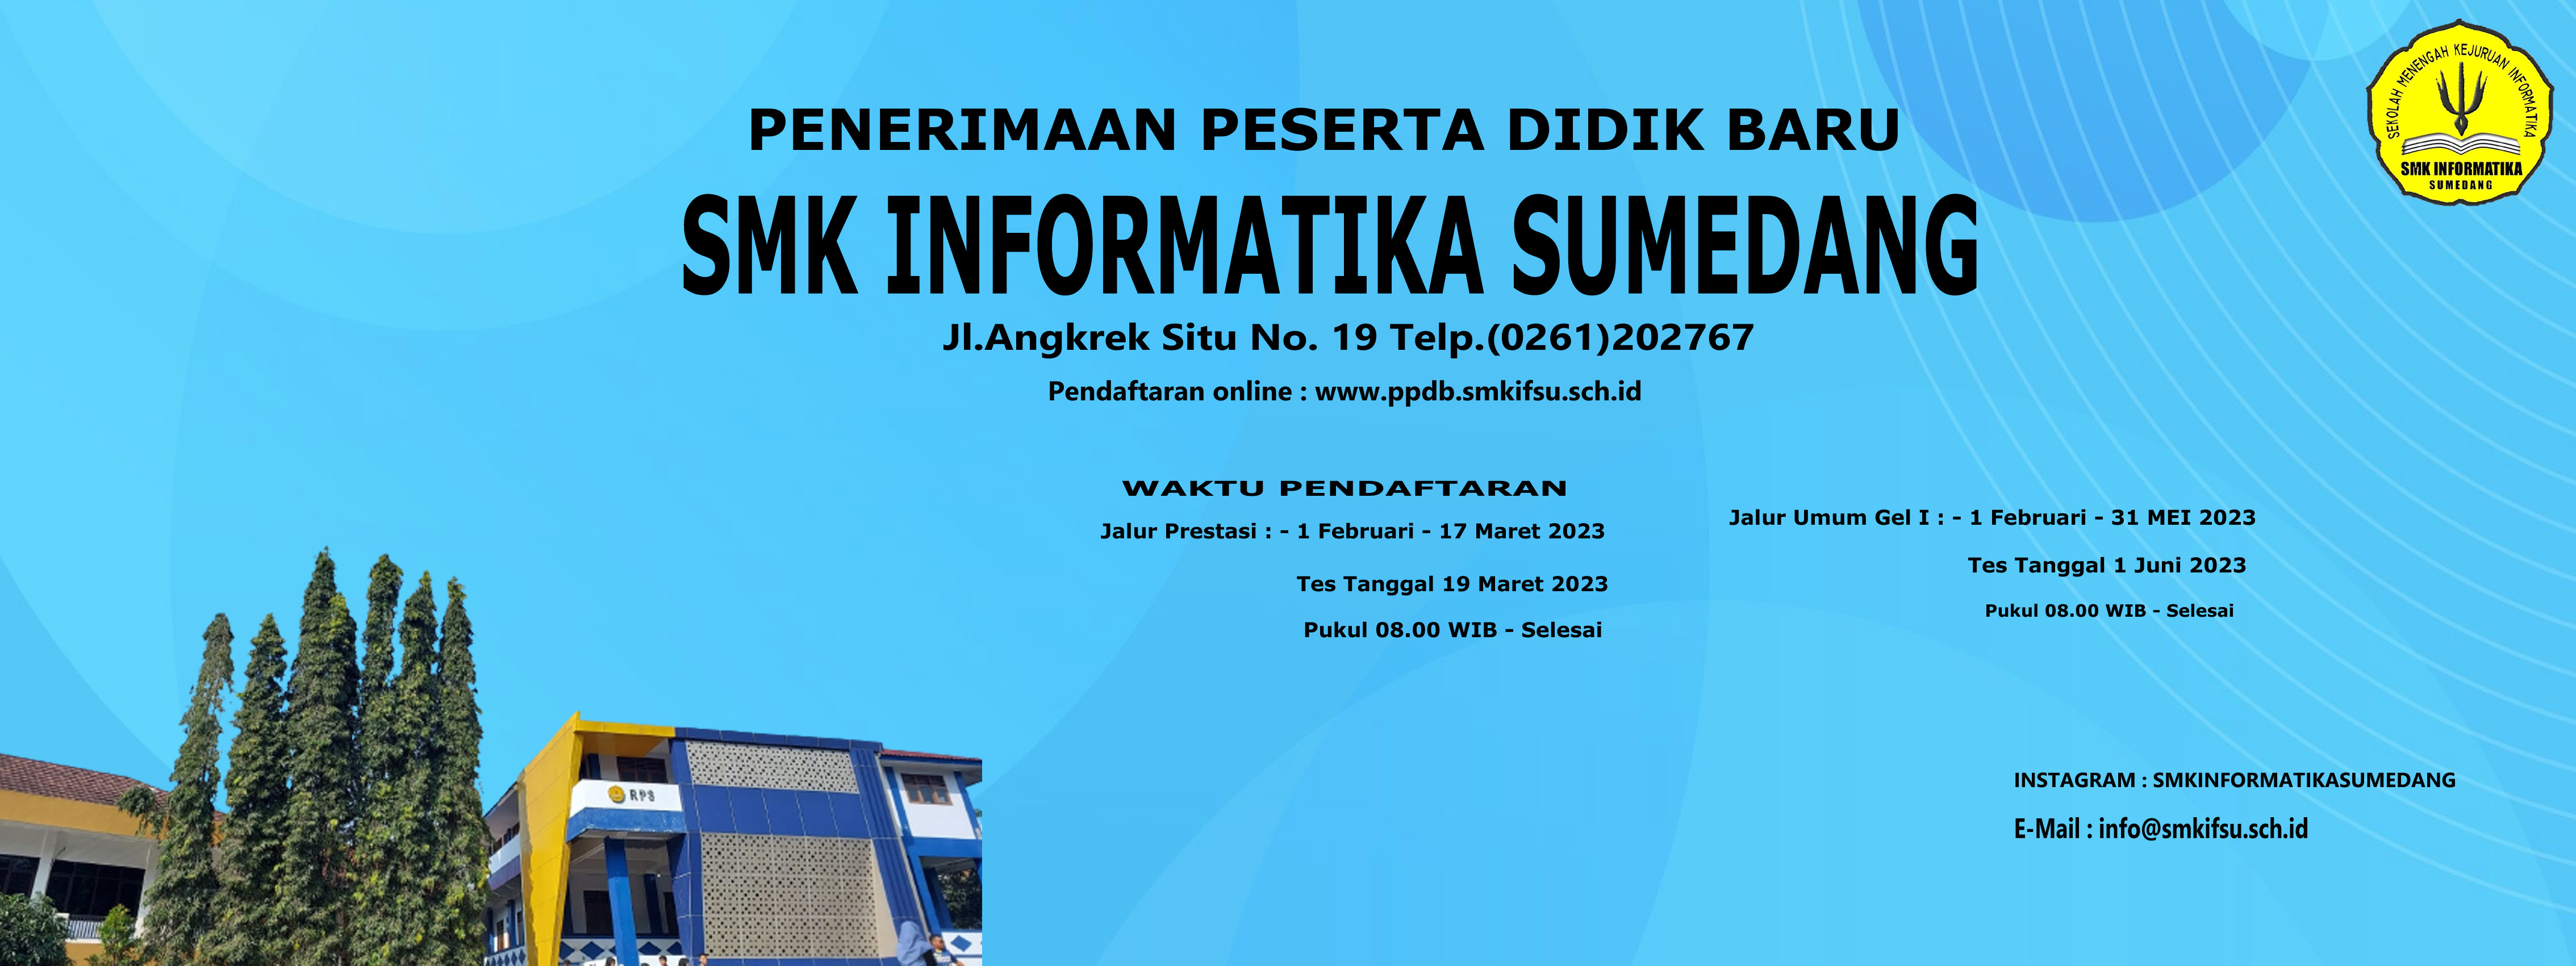 PENERIMAAN PESERTA DIDIK BARU
SMK INFORMATIKA SUMEDANG
Jl.Angkrek Situ No. 19 Telp.(0261)202767
Pendaftaran online : www.ppdb.smkifsu.sch.id
SEKOLAH MENENGAH KEJURUAN INFORMATIKA
SMK INFORMATIKA
SUMEDANG
WAKTU PENDAFTARAN
Jalur Prestasi : - 1 Februari - 17 Maret 2023
Tes Tanggal 19 Maret 2023
Pukul 08.00 WIB - Selesai
Jalur Umum Gel I : - 1 Februari - 31 MEI 2023
Tes Tanggal 1 Juni 2023
Pukul 08.00 WIB - Selesai
RPS
INSTAGRAM : SMKINFORMATIKASUMEDANG
E-Mail : info@smkifsu.sch.id